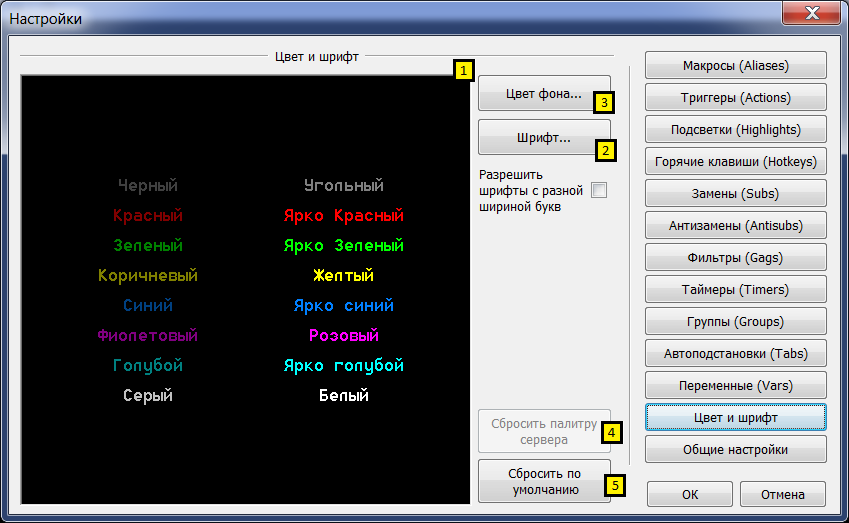 Настройки
Цвет и шрифт
1
Черный Угольный
Красный Ярко Красный
Зеленый Ярко Зеленый
Коричневый Желтый
Синий Ярко синий
Фиолетовый Розовый
Голубой Ярко голубой
Серый Белый
Цвет фона...
3
Шрифт...
2
Разрешить
шрифты с разной
шириной букв
Сбросить палитру
сервера
4
Сбросить по
умолчанию
5
Макросы (Aliases)
Триггеры (Actions)
Подсветки (Highlights)
Горячие клавиши (Hotkeys)
Замены (Subs)
Антизамены (Antisubs)
Фильтры (Gags)
Таймеры (Timers)
Группы (Groups)
Автоподстановки (Tabs)
Переменные (Vars)
Цвет и шрифт
Общие настройки
ОК Отмена